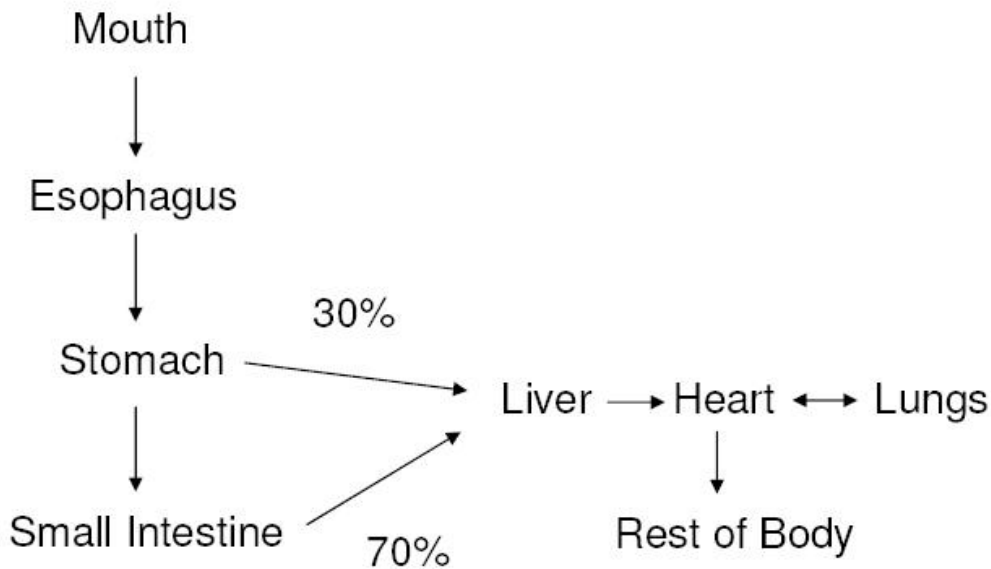 Mouth
Esophagus
30%
Stomach
Liver
Heart
Lungs
Small Intestine
70%
Rest of Body